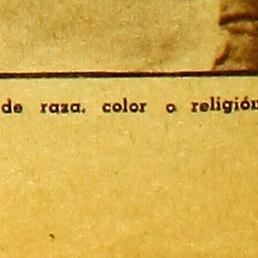 de raza, color o religión